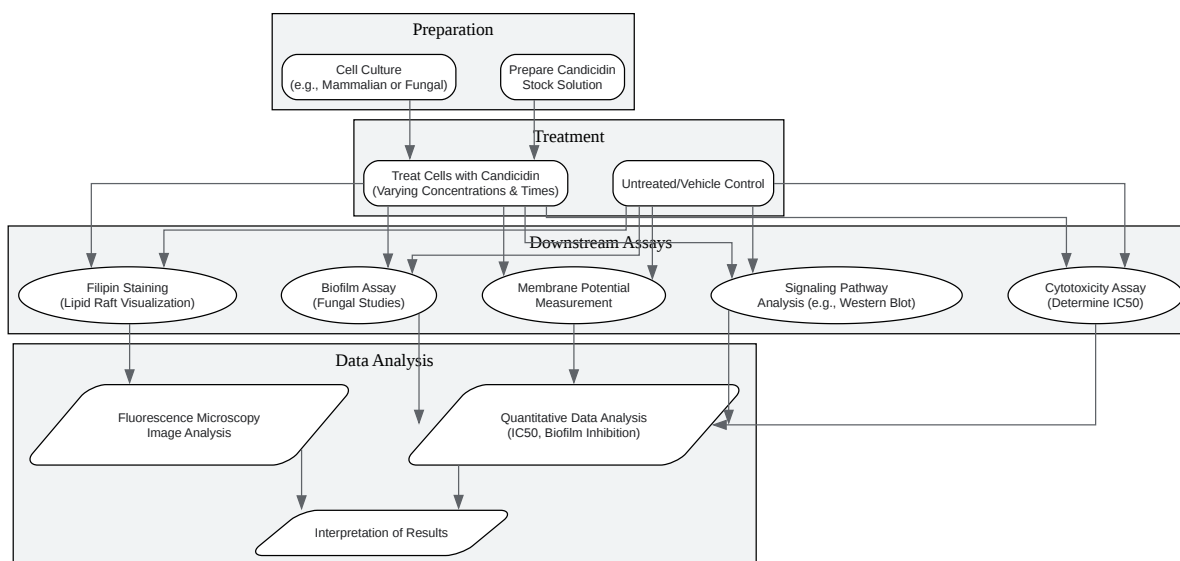 Preparation
Cell Culture
(e.g., Mammalian or Fungal)
Prepare Candicidin
Stock Solution
Treatment
Treat Cells with Candicidin
(Varying Concentrations & Times)
Untreated/Vehicle Control
Downstream Assays
Filipin Staining
(Lipid Raft Visualization)
Biofilm Assay
(Fungal Studies)
Membrane Potential
Measurement
Signaling Pathway
Analysis (e.g., Western Blot)
Cytotoxicity Assay
(Determine IC50)
Data Analysis
Fluorescence Microscopy
Image Analysis
Quantitative Data Analysis
(IC50, Biofilm Inhibition)
Interpretation of Results